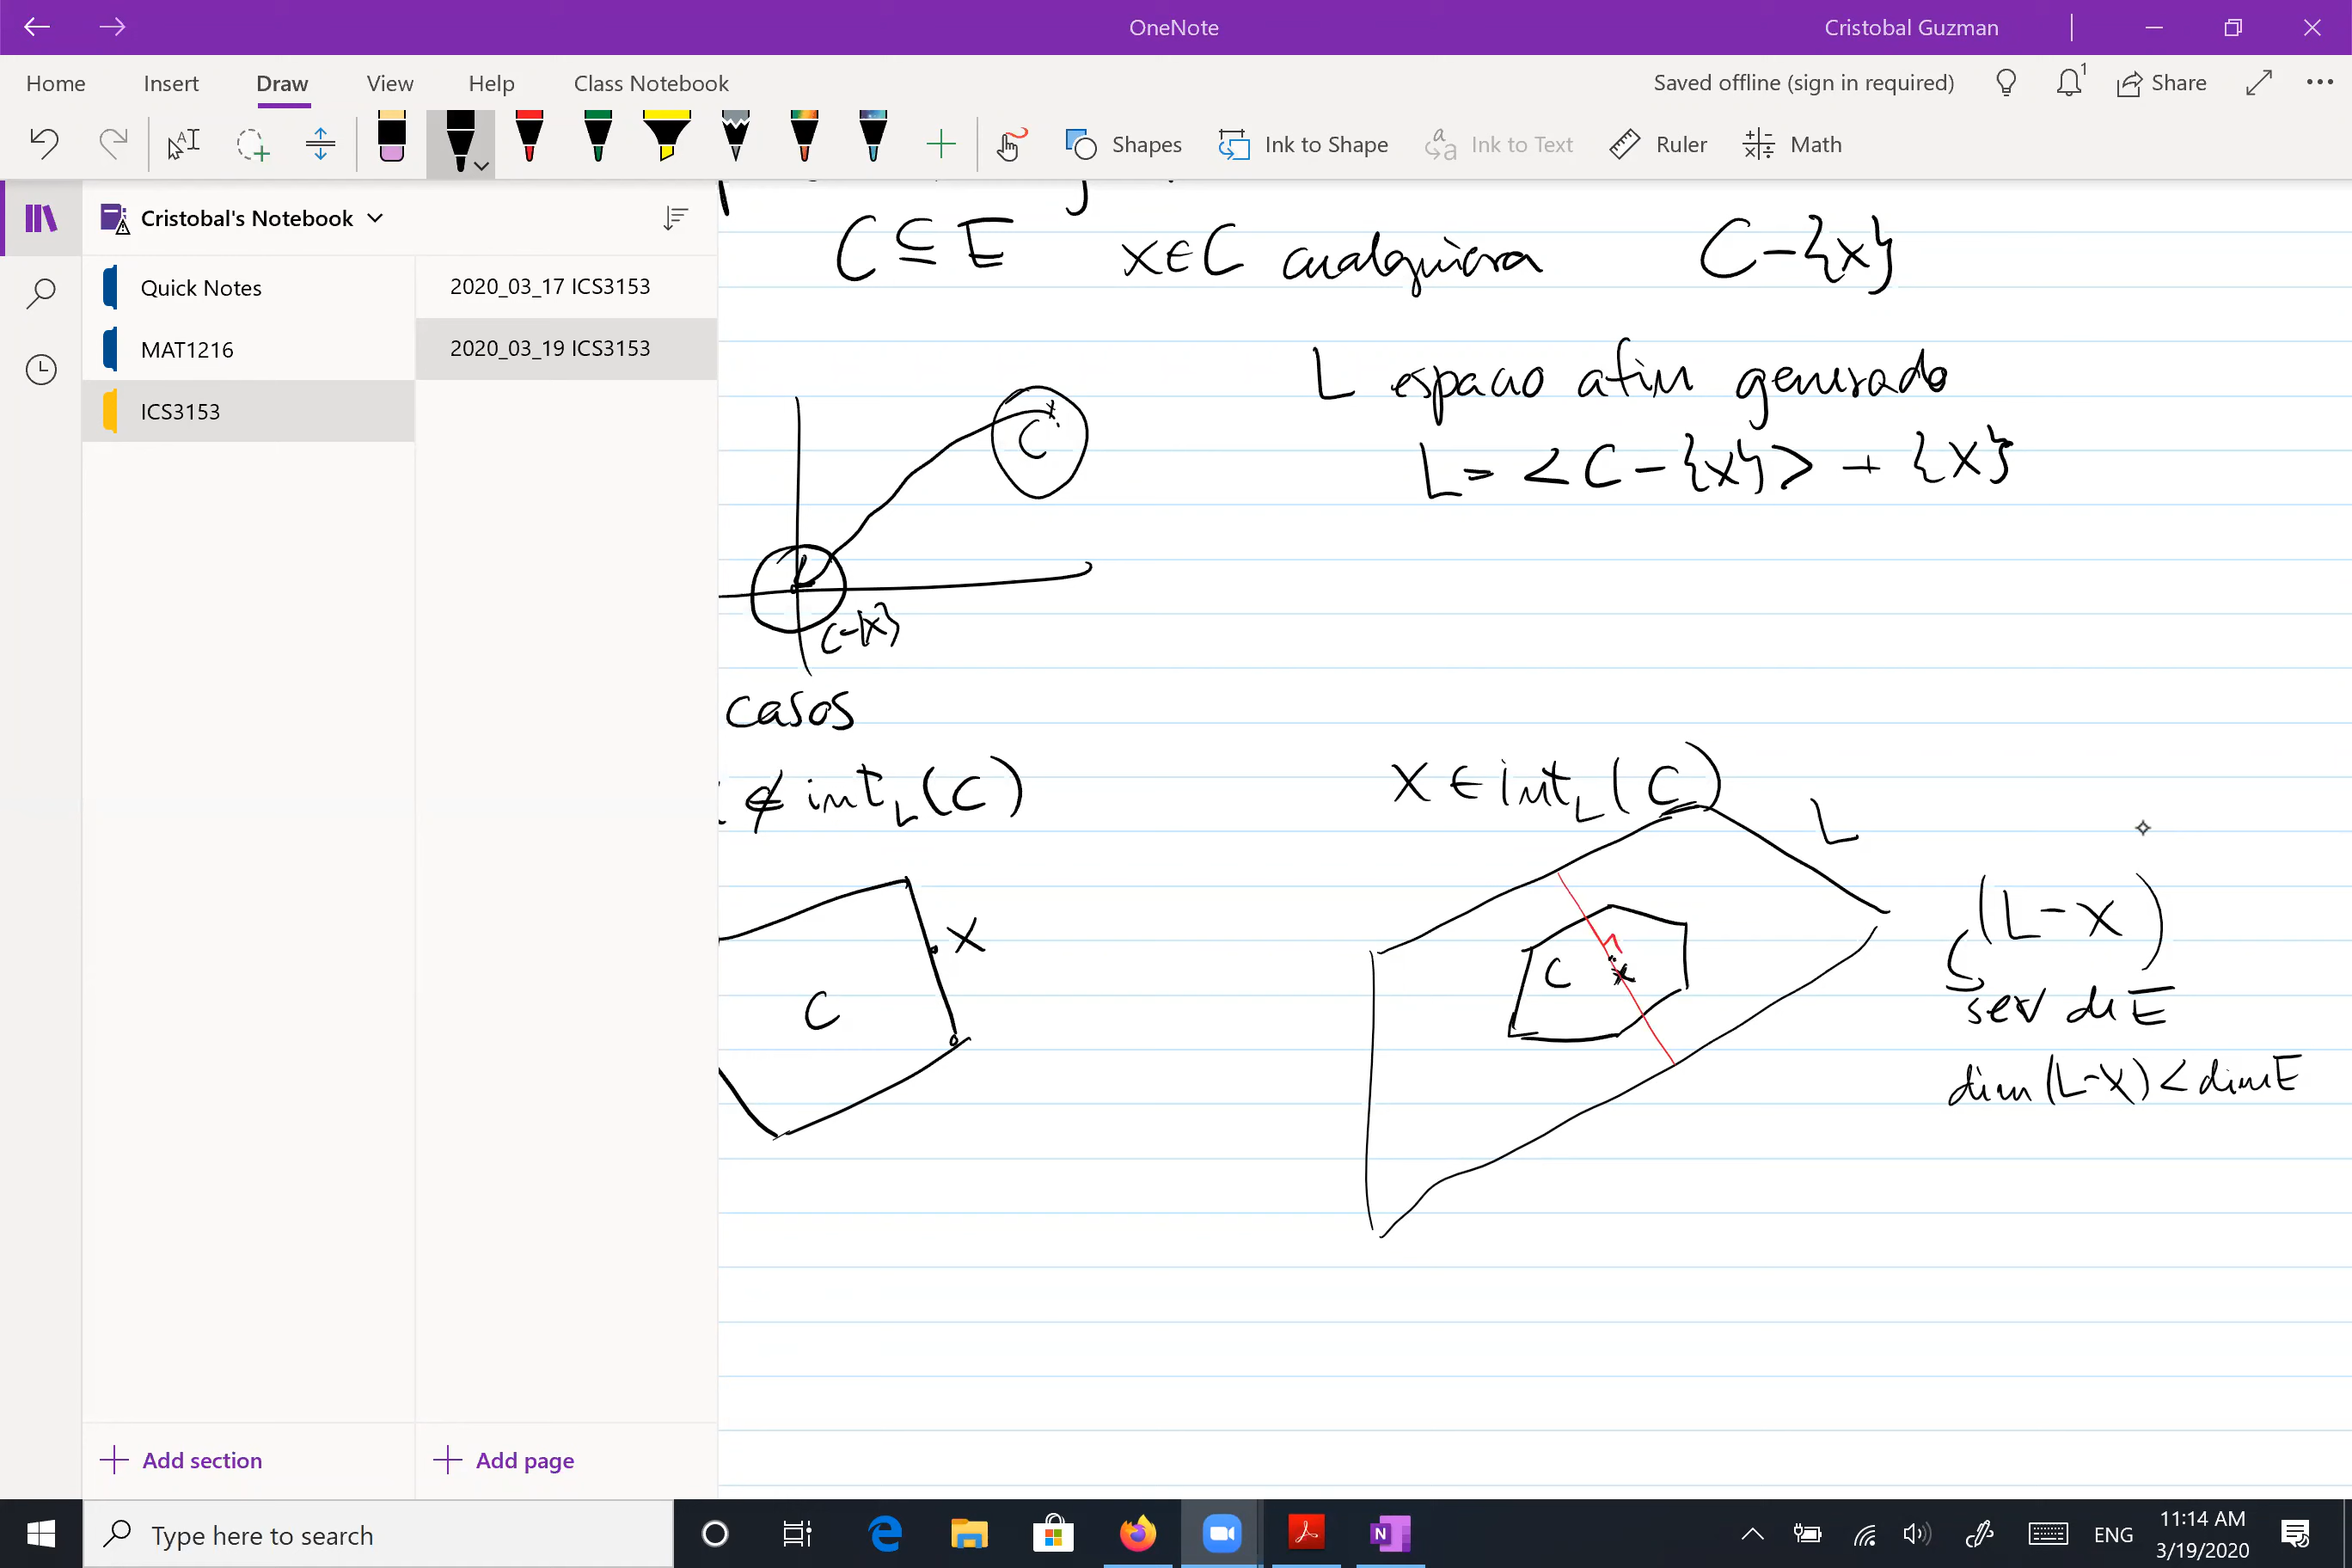 OneNote
Cristobal Guzman
Home Insert Draw View Help Class Notebook
Saved offline (sign in required) 1 Share
Shapes Ink to Shape Ink to Text Ruler Math
Cristobal's Notebook
Quick Notes
MAT1216
ICS3153
2020_03_17 ICS3153
2020_03_19 ICS3153
C ⊆ E x∈C cualquiera C-{x}
L espacio afin generado
L = <C-{x}> + {x}
x
C
C-{x}
casos
∉ int_L(C)
x
C
X ∈ int_L(C)
L
C x
(L-x)
sev de E
dim(L-x) < dim E
Add section
Add page
Type here to search
ENG
11:14 AM
3/19/2020